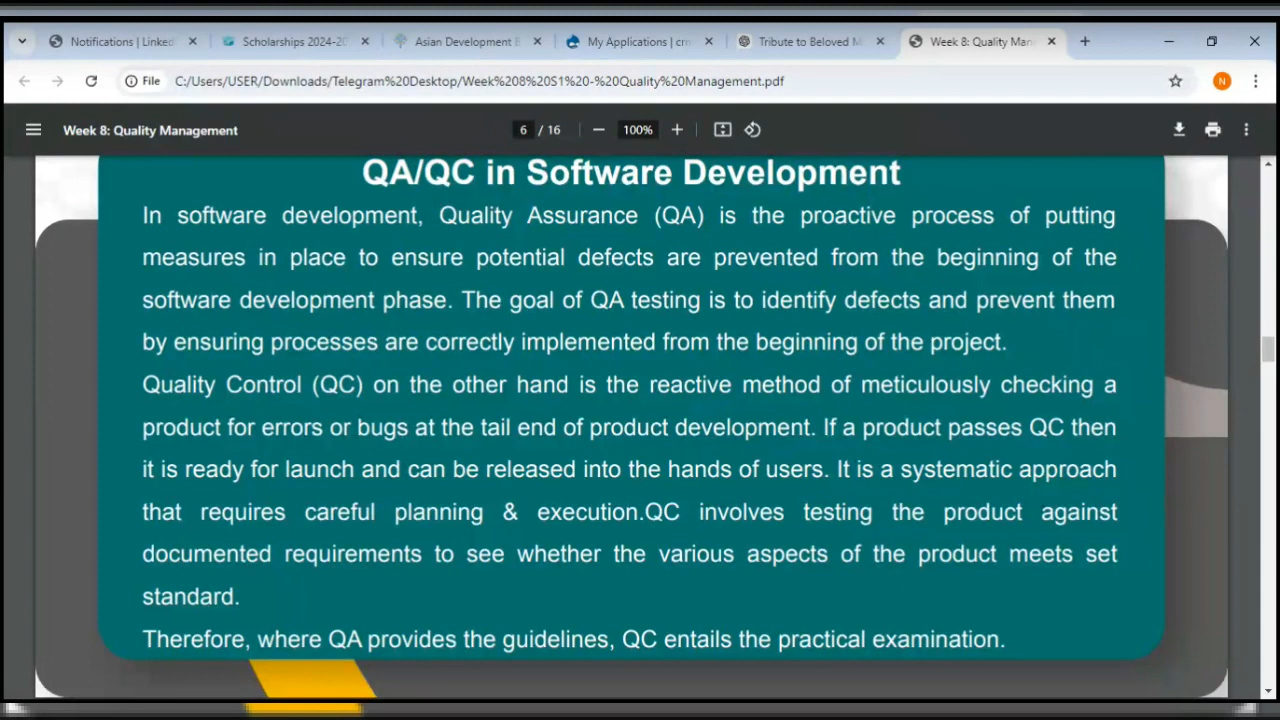 Notifications | Linked
Scholarships 2024-20
Asian Development B
My Applications | crn
Tribute to Beloved M
Week 8: Quality Man
File
C:/Users/USER/Downloads/Telegram%20Desktop/Week%208%20S1%20-%20Quality%20Management.pdf
N
Week 8: Quality Management
6 / 16
100%
QA/QC in Software Development
In software development, Quality Assurance (QA) is the proactive process of putting
measures in place to ensure potential defects are prevented from the beginning of the
software development phase. The goal of QA testing is to identify defects and prevent them
by ensuring processes are correctly implemented from the beginning of the project.
Quality Control (QC) on the other hand is the reactive method of meticulously checking a
product for errors or bugs at the tail end of product development. If a product passes QC then
it is ready for launch and can be released into the hands of users. It is a systematic approach
that requires careful planning & execution.QC involves testing the product against
documented requirements to see whether the various aspects of the product meets set
standard.
Therefore, where QA provides the guidelines, QC entails the practical examination.